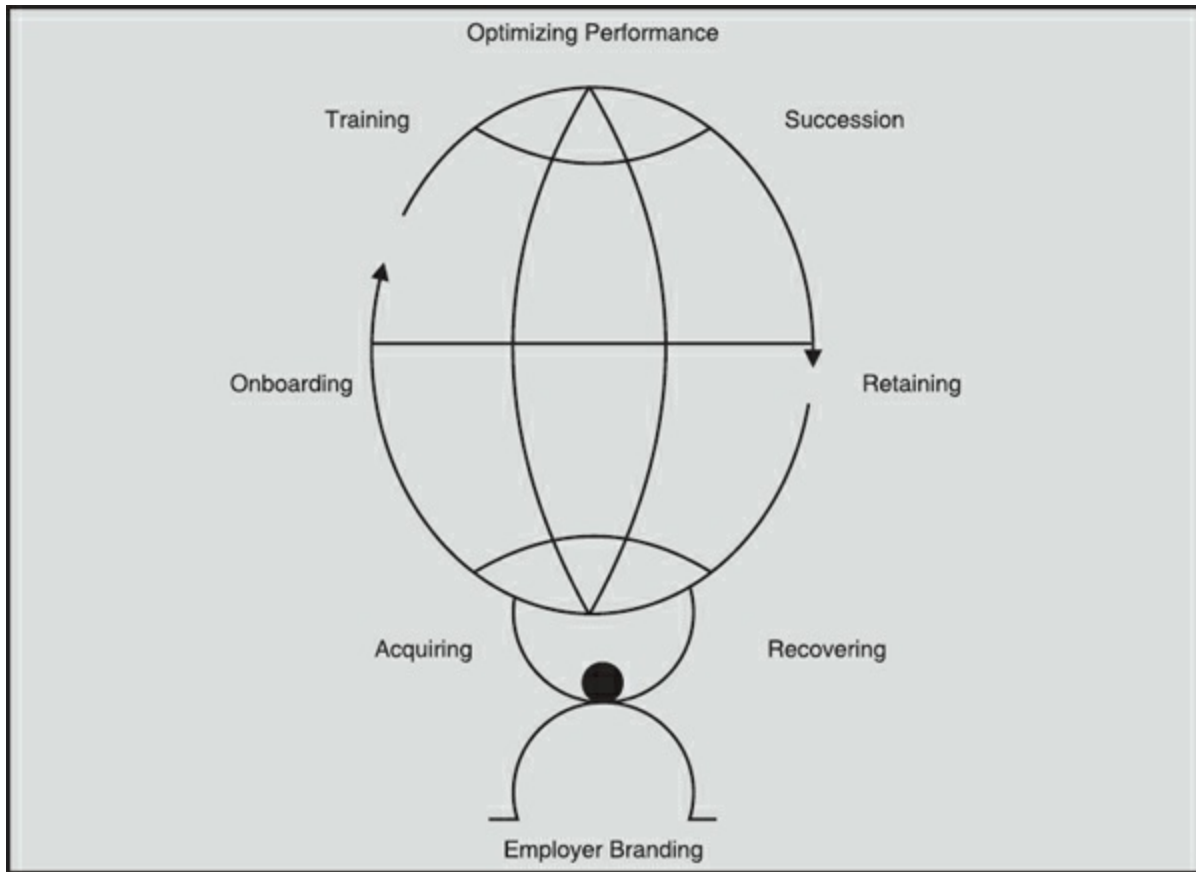 Optimizing Performance
Training
Succession
Onboarding
Retaining
Acquiring
Recovering
Employer Branding